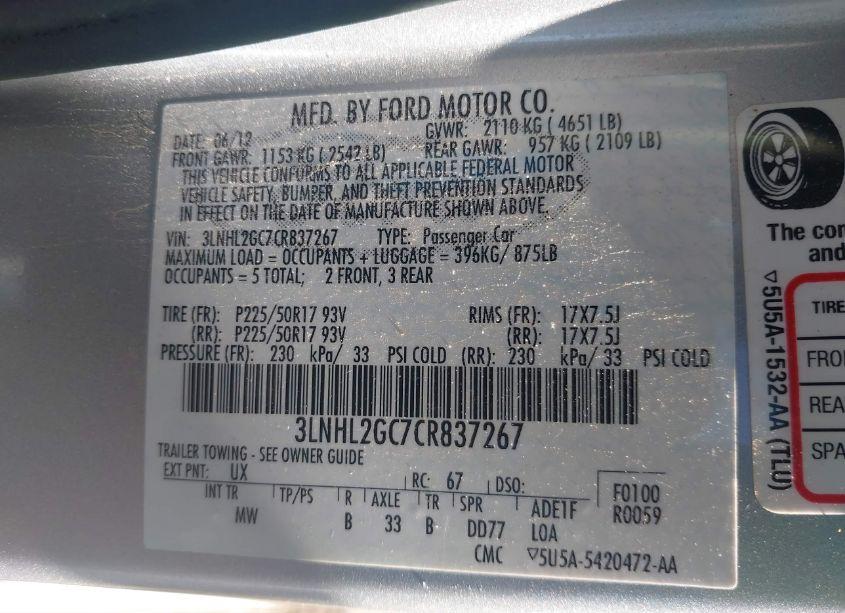 MFD. BY FORD MOTOR CO.
DATE: 06/12 GVWR: 2110 KG ( 4651 LB)
FRONT GAWR: 1153 KG ( 2542 LB) REAR GAWR: 957 KG ( 2109 LB)
THIS VEHICLE CONFORMS TO ALL APPLICABLE FEDERAL MOTOR
VEHICLE SAFETY, BUMPER, AND THEFT PREVENTION STANDARDS
IN EFFECT ON THE DATE OF MANUFACTURE SHOWN ABOVE.
VIN: 3LNHL2GC7CR837267 TYPE: Passenger Car
MAXIMUM LOAD = OCCUPANTS + LUGGAGE = 396KG/ 875LB
OCCUPANTS = 5 TOTAL; 2 FRONT, 3 REAR
TIRE (FR): P225/50R17 93V RIMS (FR): 17X7.5J
(RR): P225/50R17 93V (RR): 17X7.5J
PRESSURE (FR): 230 kPa/ 33 PSI COLD (RR): 230 kPa/ 33 PSI COLD
3LNHL2GC7CR837267
TRAILER TOWING - SEE OWNER GUIDE
EXT PNT: UX RC: 67 DSO:
INT TR TP/PS R AXLE TR SPR ADE1F F0100
MW B 33 B DD77 LOA R0059
CMC ▽5U5A-5420472-AA
The
and
▽5U5A-1532-AA (TLU)
TIRE